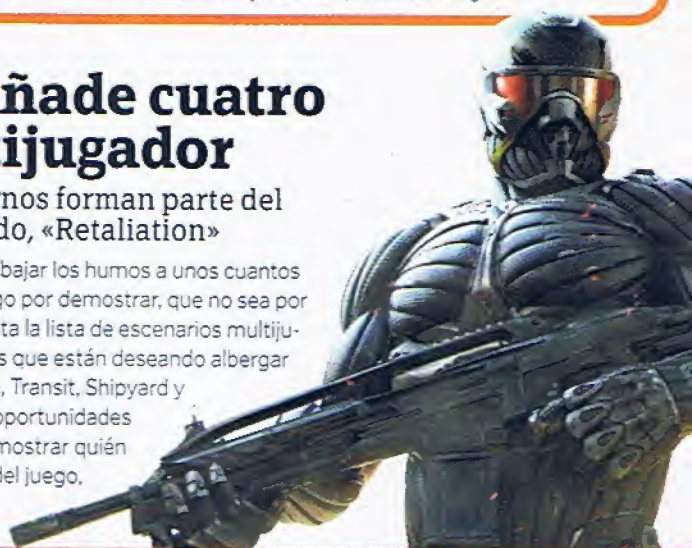 ñade cuatro
ijugador
nos forman parte del
do, «Retaliation»
bajar los humos a unos cuantos
go por demostrar, que no sea por
ta la lista de escenarios multiju-
s que están deseando albergar
, Transit, Shipyard y
oportunidades
mostrar quién
del juego.